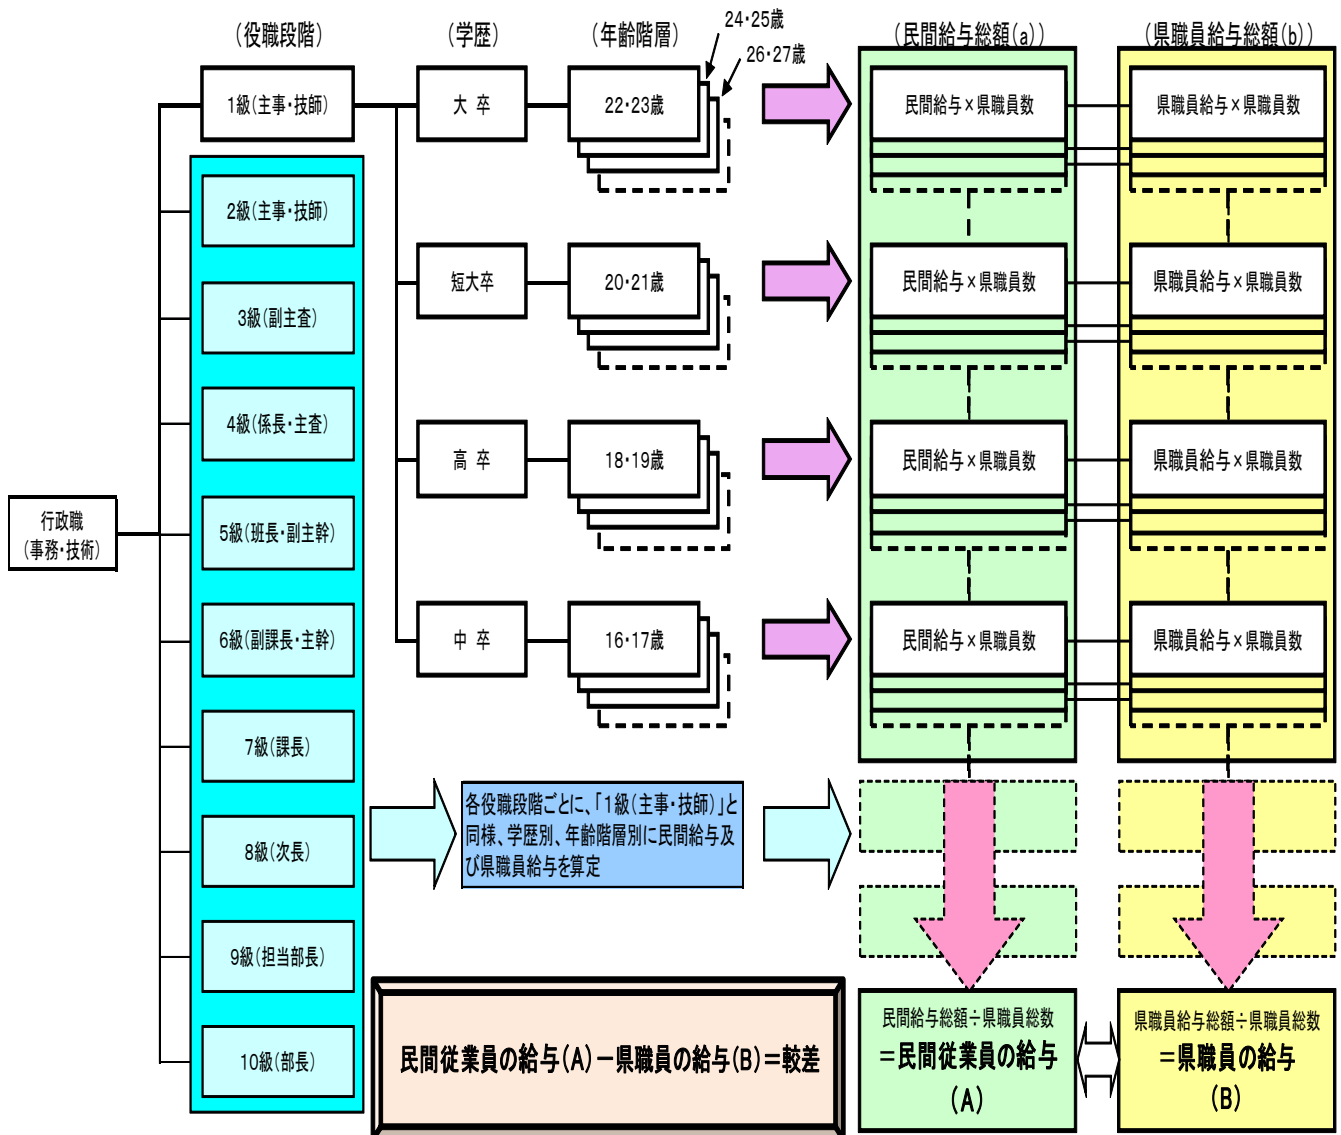 (役職段階)
(学歴)
(年齢階層)
24・25歳
26・27歳
(民間給与総額(a))
(県職員給与総額(b))
1級(主事・技師)
大 卒
22・23歳
民間給与×県職員数
県職員給与×県職員数
2級(主事・技師)
短大卒
20・21歳
民間給与×県職員数
県職員給与×県職員数
3級(副主査)
4級(係長・主査)
高 卒
18・19歳
民間給与×県職員数
県職員給与×県職員数
行政職
(事務・技術)
5級(班長・副主幹)
6級(副課長・主幹)
中 卒
16・17歳
民間給与×県職員数
県職員給与×県職員数
7級(課長)
8級(次長)
各役職段階ごとに、「1級(主事・技師)」と
同様、学歴別、年齢階層別に民間給与及
び県職員給与を算定
9級(担当部長)
10級(部長)
民間従業員の給与(A)-県職員の給与(B)=較差
民間給与総額÷県職員総数
=民間従業員の給与
(A)
県職員給与総額÷県職員総数
=県職員の給与
(B)